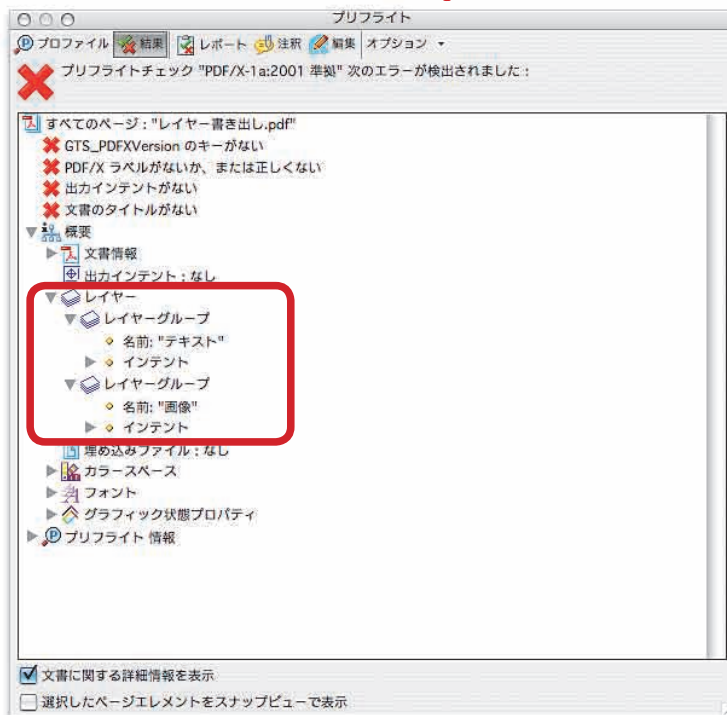 プリフライト
プロファイル 結果 レポート 注釈 編集 オプション
プリフライトチェック "PDF/X-1a:2001 準拠" 次のエラーが検出されました：
すべてのページ："レイヤー書き出し.pdf"
GTS_PDFXVersion のキーがない
PDF/X ラベルがないか、または正しくない
出力インテントがない
文書のタイトルがない
概要
文書情報
出力インテント：なし
レイヤー
レイヤーグループ
名前: "テキスト"
インテント
レイヤーグループ
名前: "画像"
インテント
埋め込みファイル：なし
カラースペース
フォント
グラフィック状態プロパティ
プリフライト 情報
文書に関する詳細情報を表示
選択したページエレメントをスナップビューで表示